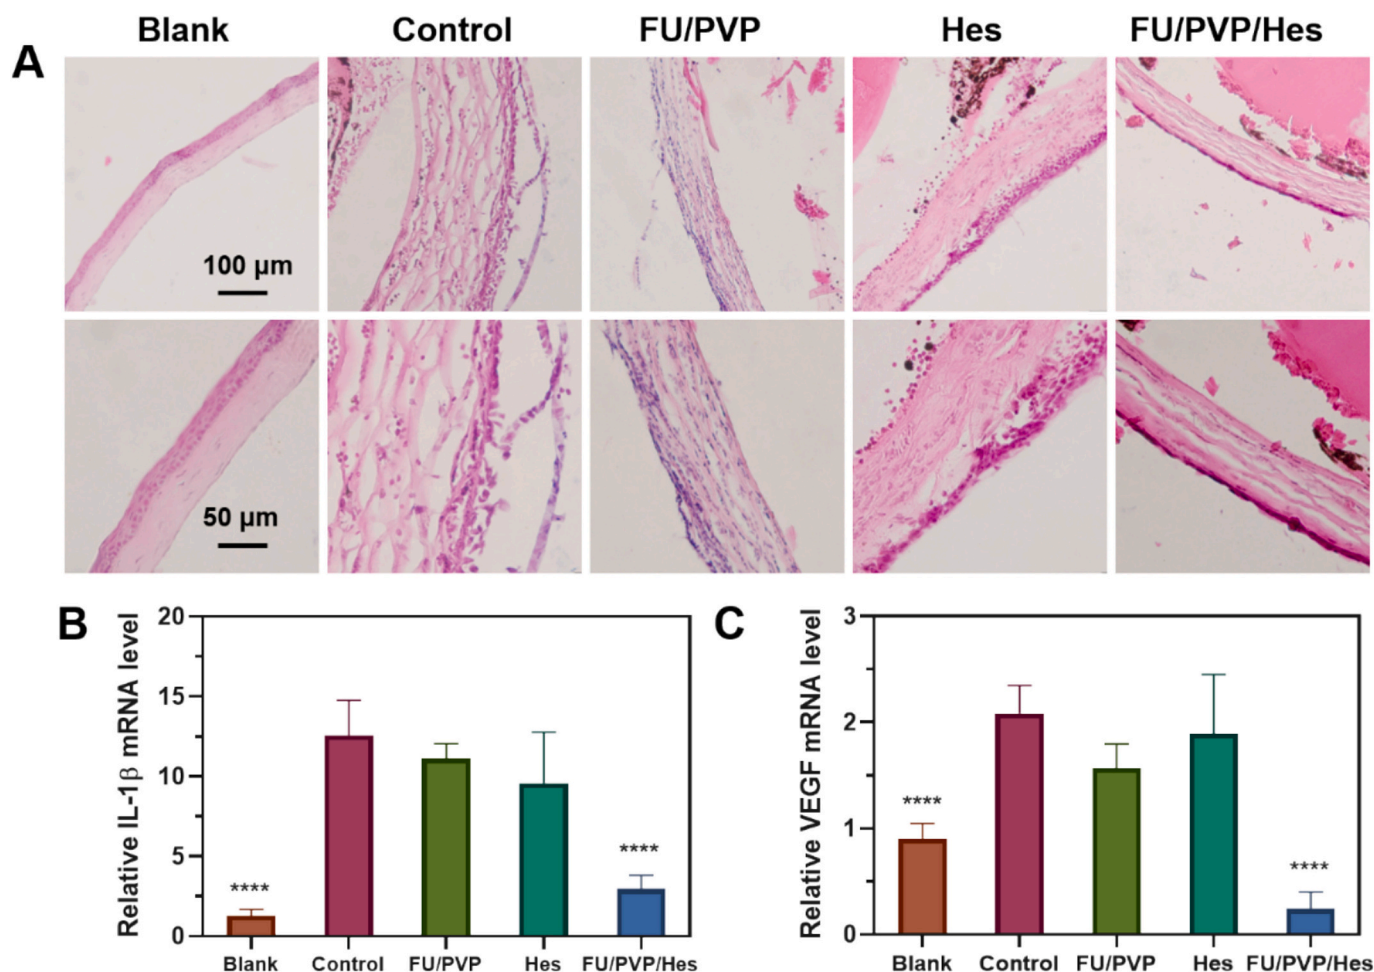 Blank Control FU/PVP Hes FU/PVP/Hes
A
100 μm
50 μm
B
Relative IL-1β mRNA level
20
15
10
5
0
****
****
Blank Control FU/PVP Hes FU/PVP/Hes
C
Relative VEGF mRNA level
3
2
1
0
****
****
Blank Control FU/PVP Hes FU/PVP/Hes